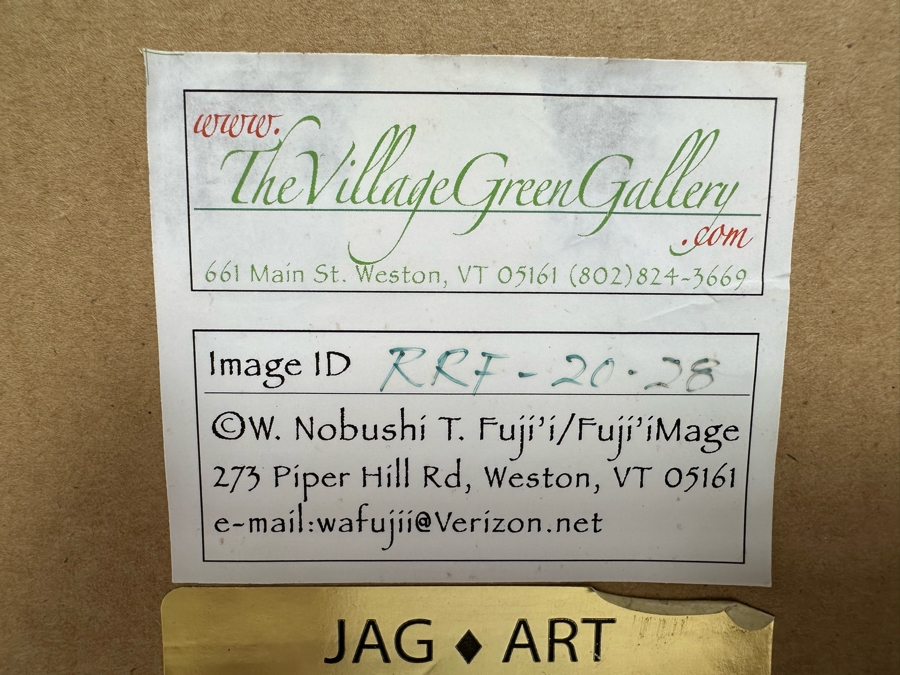 www.
TheVillageGreenGallery
.com
661 Main St. Weston, VT 05161 (802)824-3669
Image ID RRF-20-28
©W. Nobushi T. Fuji'i/Fuji'iMage
273 Piper Hill Rd, Weston, VT 05161
e-mail:wafujii@Verizon.net
JAG ♦ ART